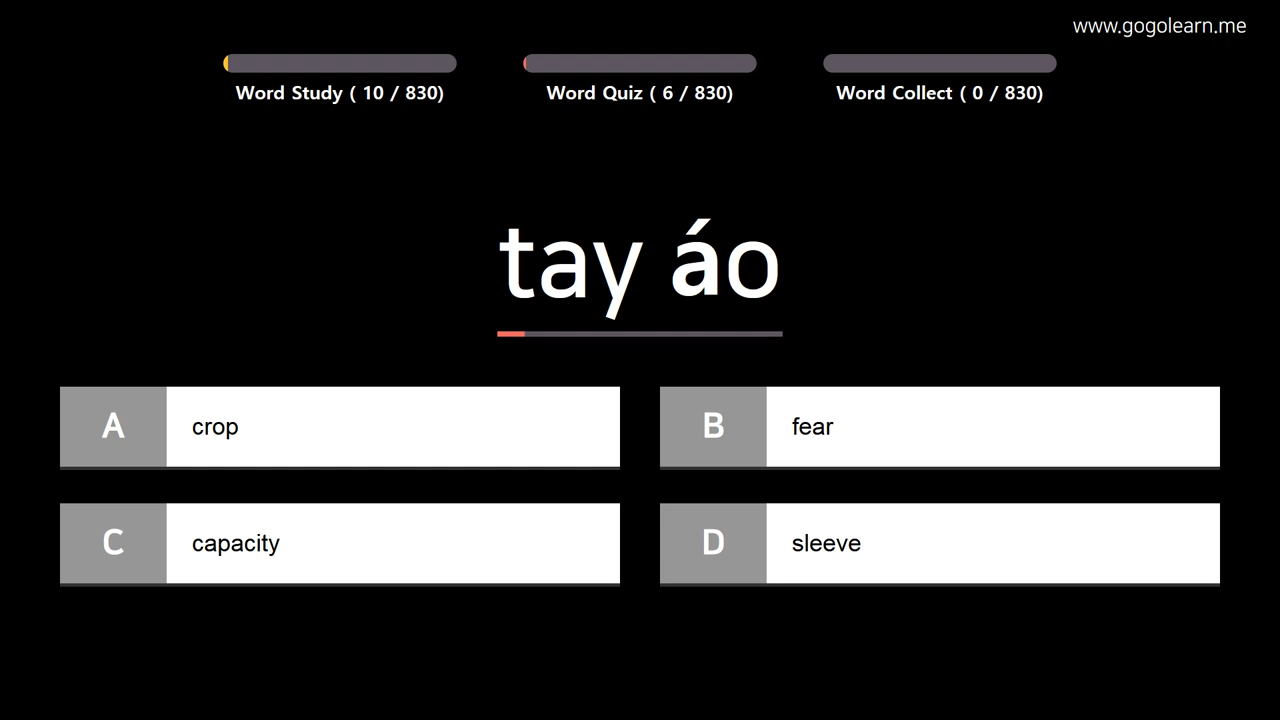 www.gogolearn.me
Word Study ( 10 / 830)
Word Quiz ( 6 / 830)
Word Collect ( 0 / 830)
tay áo
A crop
B fear
C capacity
D sleeve